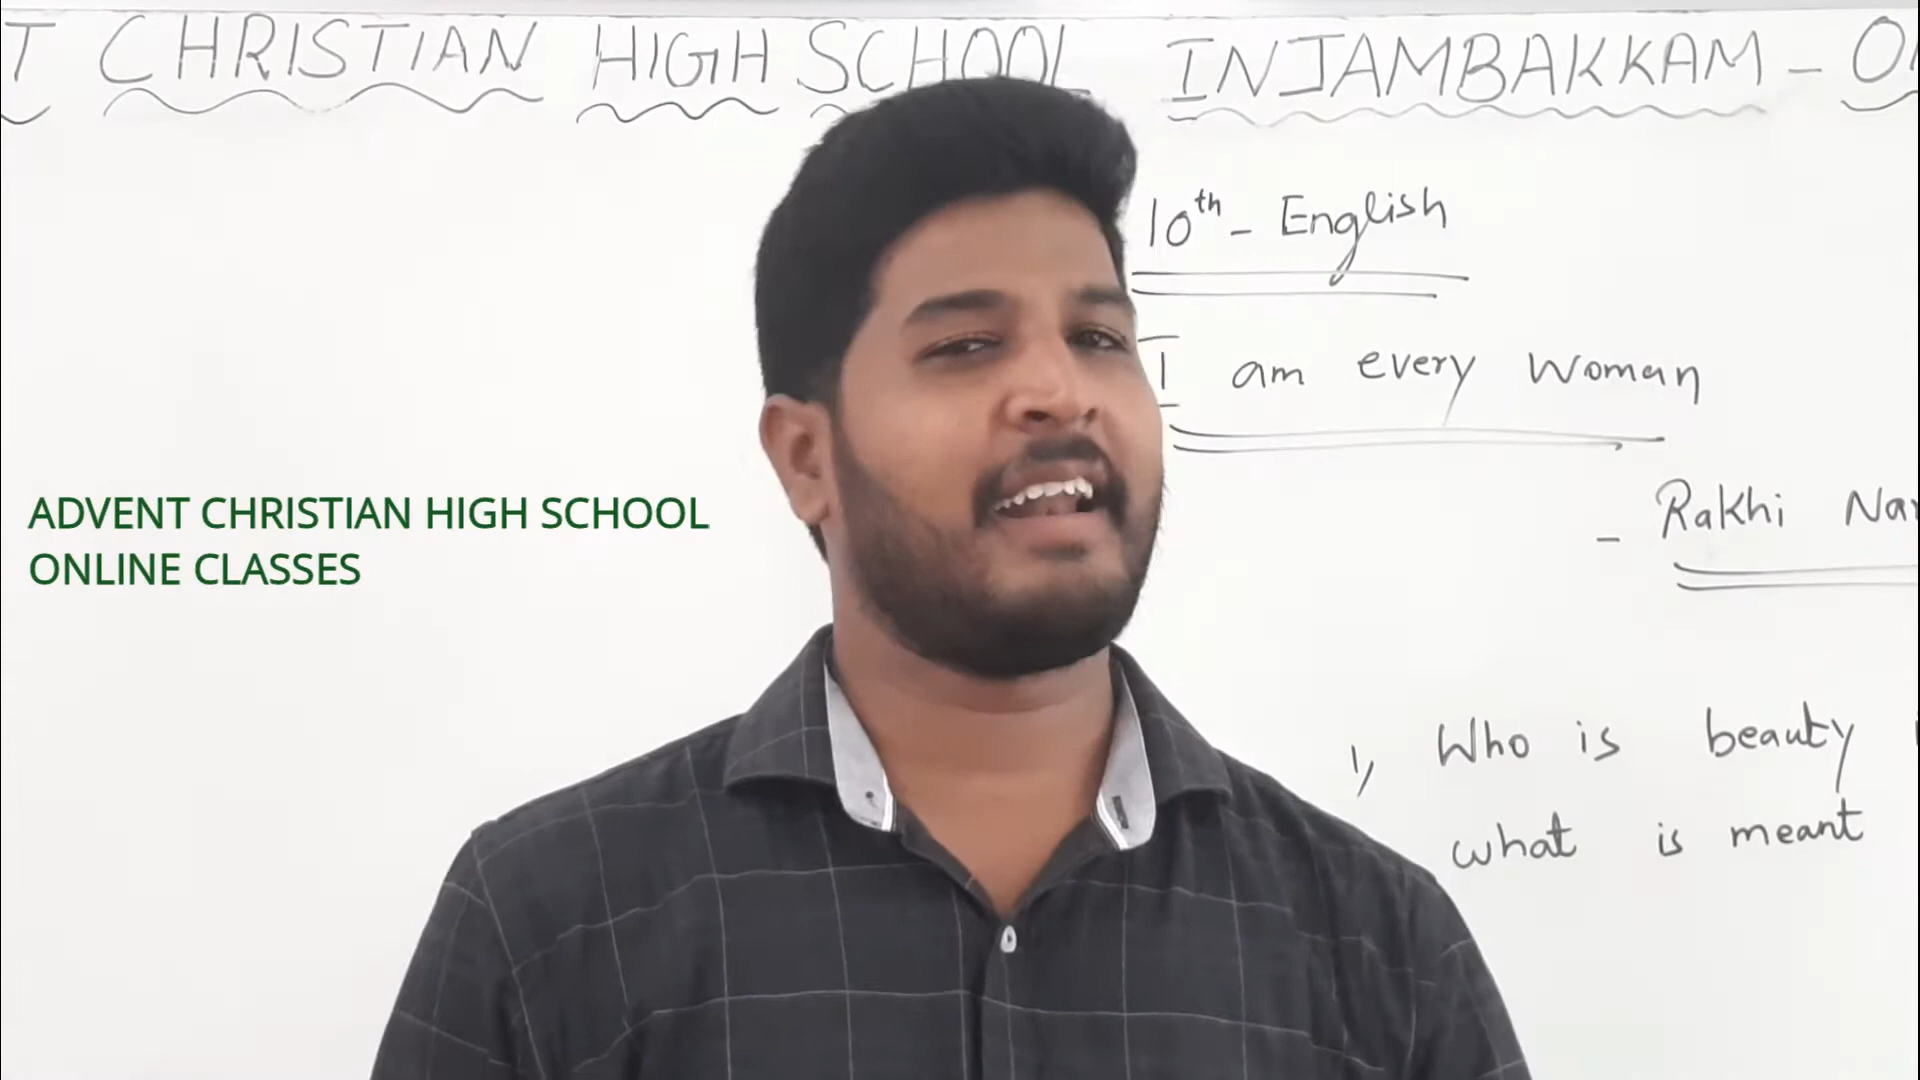 T CHRISTIAN HIGH SCHOOL INJAMBAKKAM -
10th - English
I am every woman
- Rakhi
ADVENT CHRISTIAN HIGH SCHOOL
ONLINE CLASSES
1, Who is beauty
what is meant